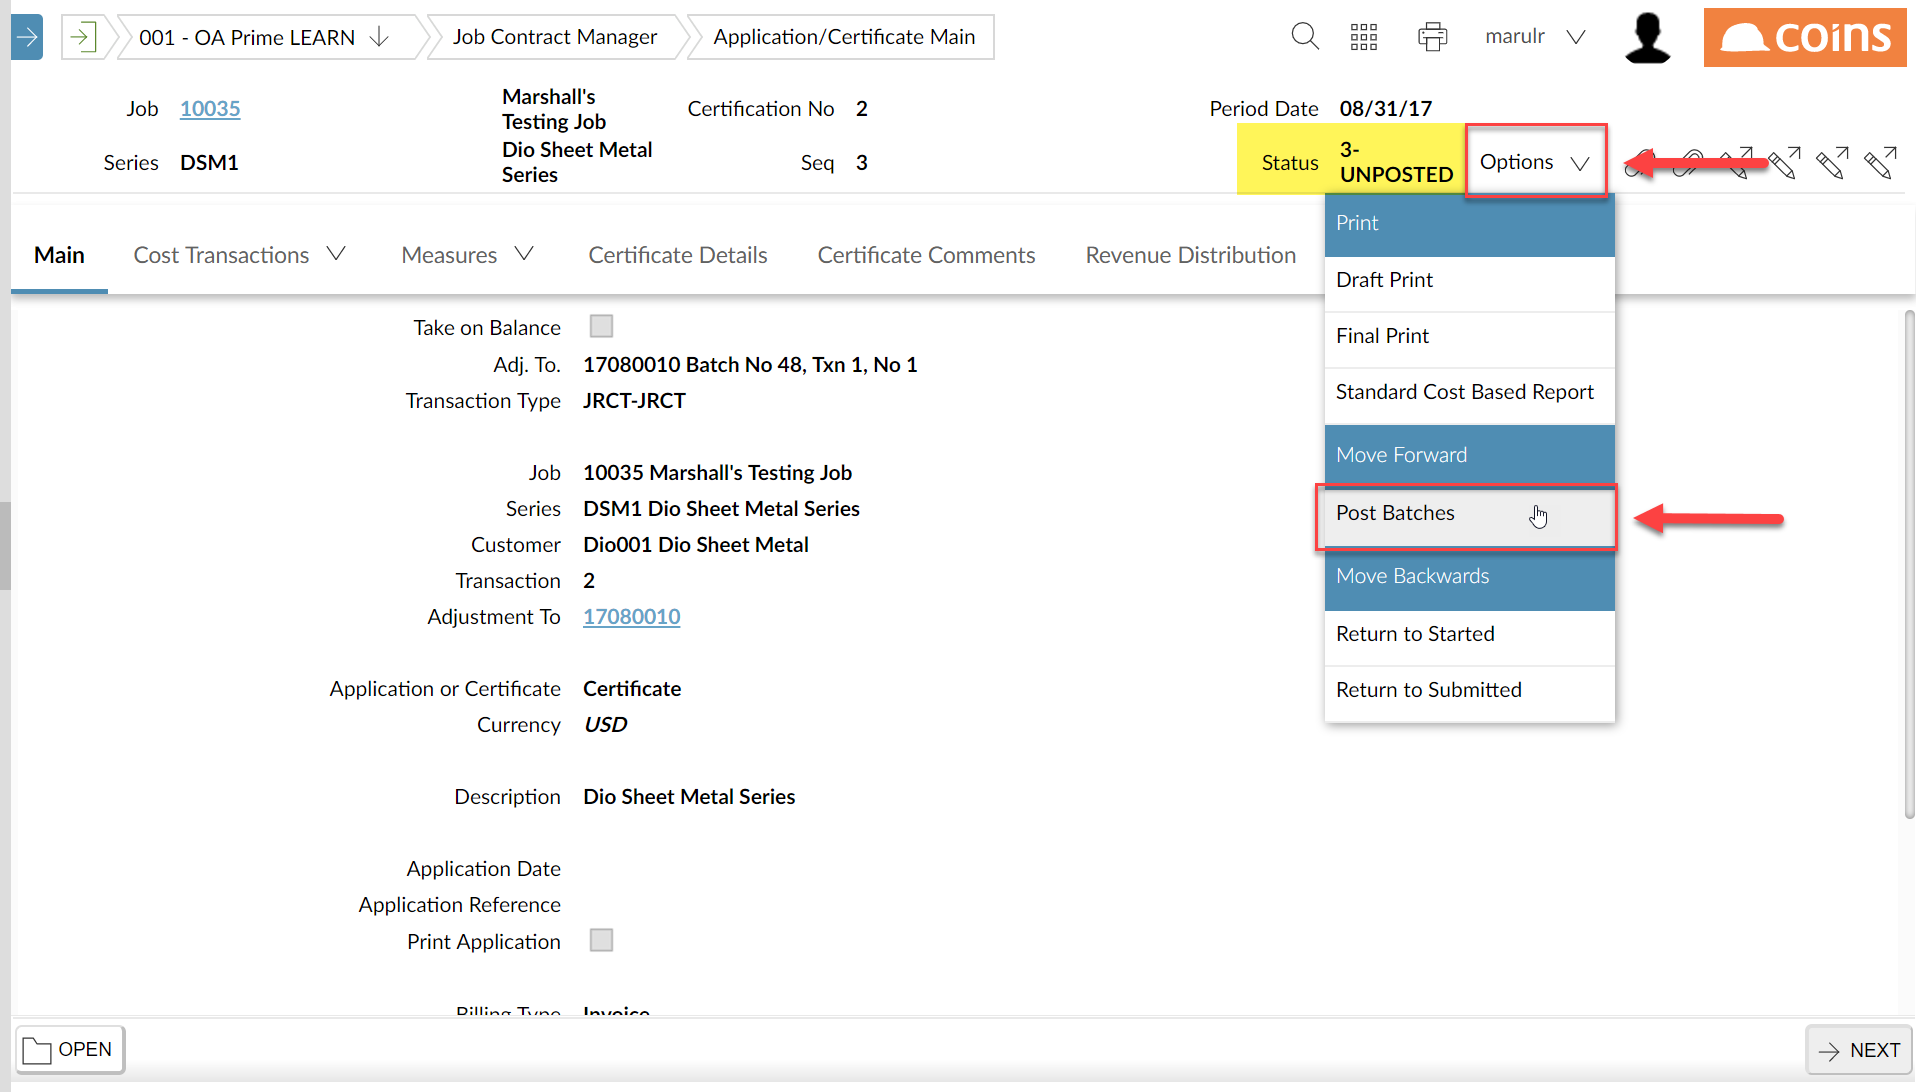 001 - OA Prime LEARN
Job Contract Manager
Application/Certificate Main
marulr
coins
Job 10035
Marshall's
Testing Job
Certification No 2
Period Date 08/31/17
Series DSM1
Dio Sheet Metal
Series
Seq 3
Status 3-
UNPOSTED
Options
Main
Cost Transactions
Measures
Certificate Details
Certificate Comments
Revenue Distribution
Print
Draft Print
Final Print
Standard Cost Based Report
Move Forward
Post Batches
Move Backwards
Return to Started
Return to Submitted
Take on Balance
Adj. To. 17080010 Batch No 48, Txn 1, No 1
Transaction Type JRCT-JRCT
Job 10035 Marshall's Testing Job
Series DSM1 Dio Sheet Metal Series
Customer Dio001 Dio Sheet Metal
Transaction 2
Adjustment To 17080010
Application or Certificate Certificate
Currency USD
Description Dio Sheet Metal Series
Application Date
Application Reference
Print Application
Billing Type Invoice
OPEN
NEXT